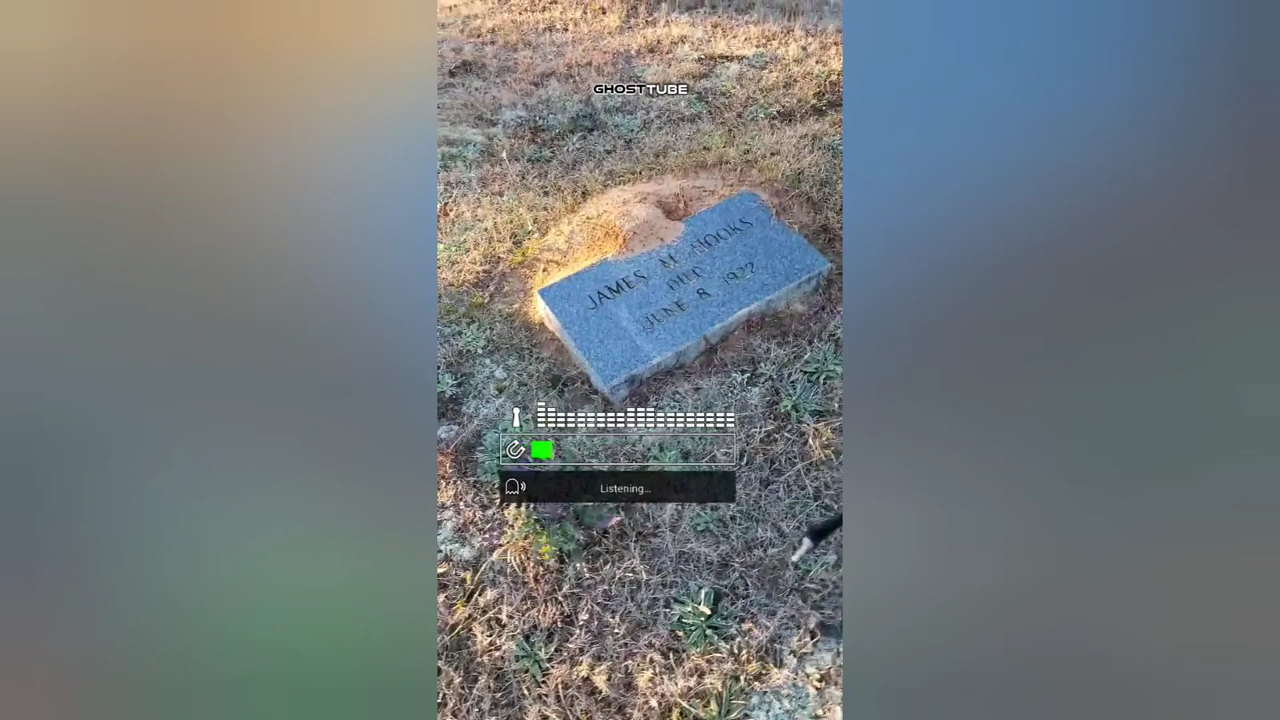 GHOSTTUBE
JAMES M. HOOKS
DIED
JUNE 8, 1922
Listening...